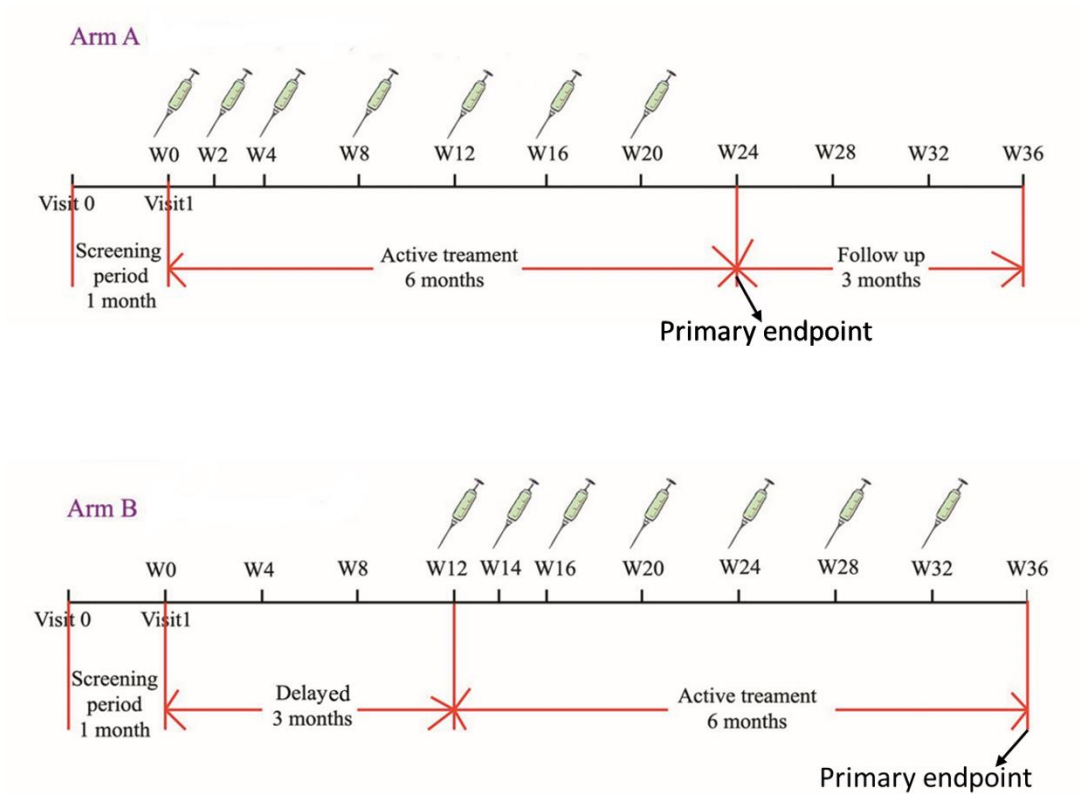 Arm A
W0 W2 W4 W8 W12 W16 W20 W24 W28 W32 W36
Visit 0 Visit1
Screening
period
1 month
Active treament
6 months
Follow up
3 months
Primary endpoint
Arm B
W0 W4 W8 W12 W14 W16 W20 W24 W28 W32 W36
Visit 0 Visit1
Screening
period
1 month
Delayed
3 months
Active treament
6 months
Primary endpoint